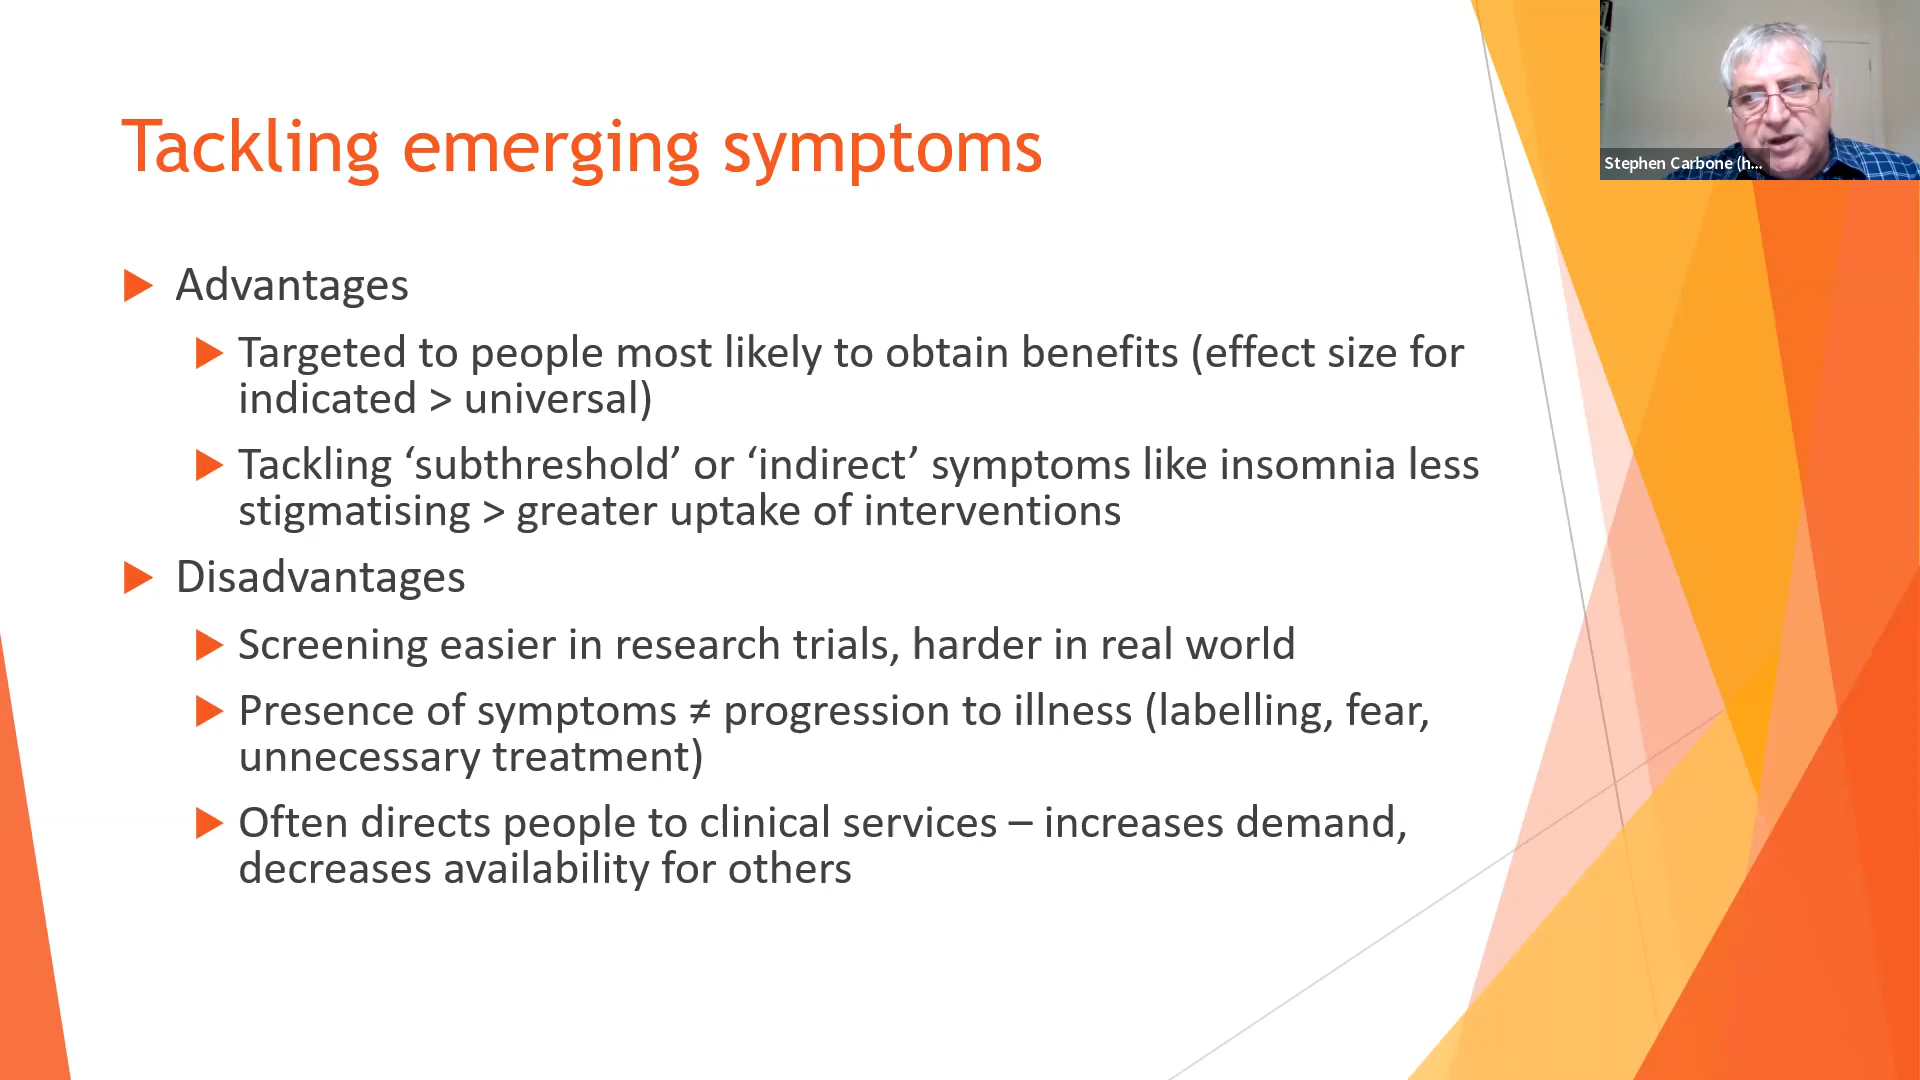 Tackling emerging symptoms
Stephen Carbone (h...
Advantages
Targeted to people most likely to obtain benefits (effect size for
indicated > universal)
Tackling ‘subthreshold’ or ‘indirect’ symptoms like insomnia less
stigmatising > greater uptake of interventions
Disadvantages
Screening easier in research trials, harder in real world
Presence of symptoms ≠ progression to illness (labelling, fear,
unnecessary treatment)
Often directs people to clinical services – increases demand,
decreases availability for others